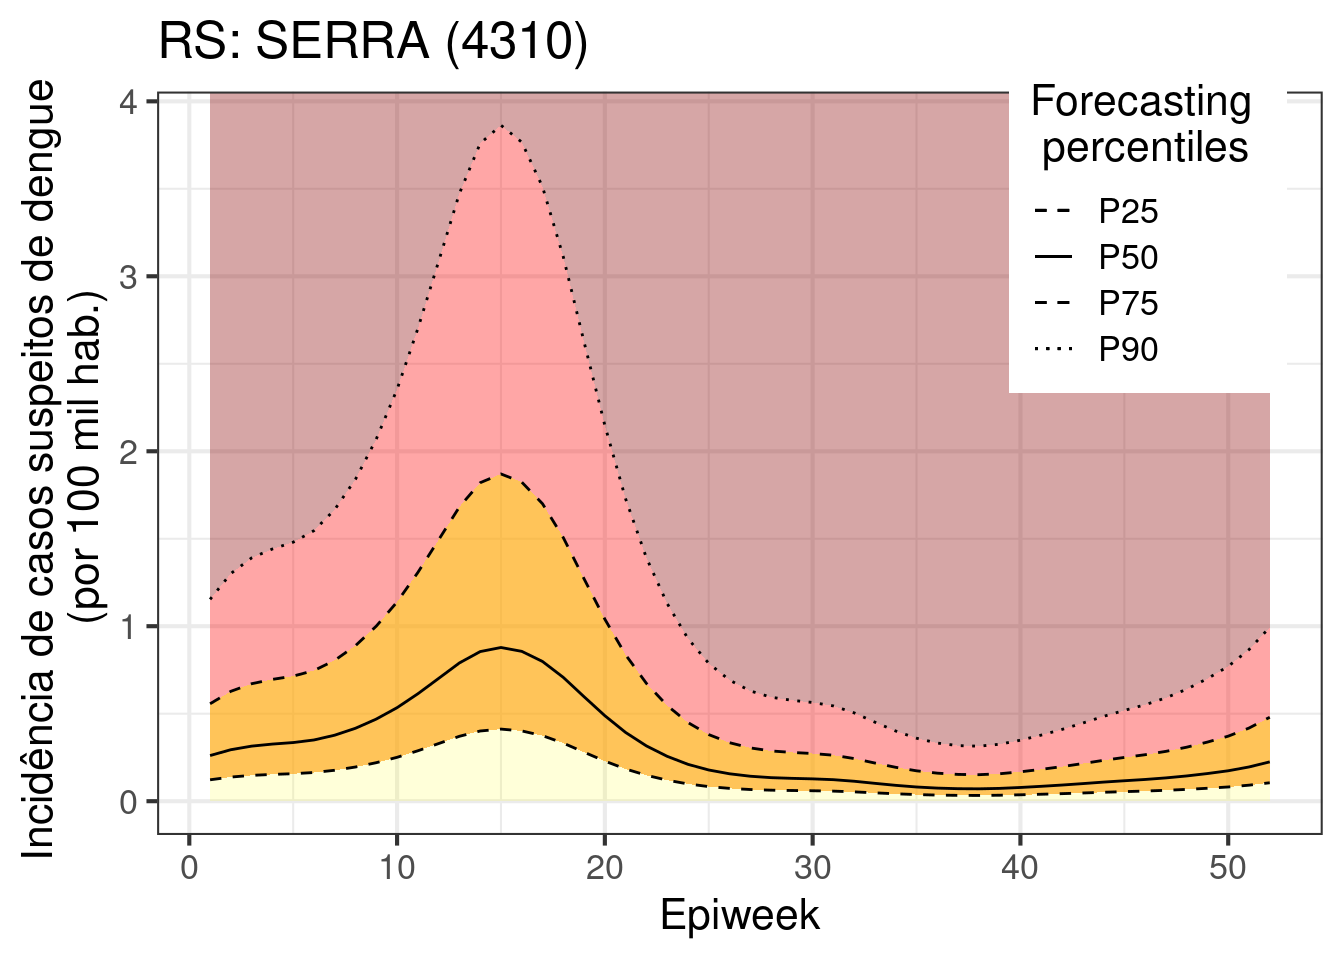 RS: SERRA (4310)
Incidência de casos suspeitos de dengue
(por 100 mil hab.)
4
3
2
1
0
Forecasting
percentiles
P25
P50
P75
P90
0 10 20 30 40 50
Epiweek